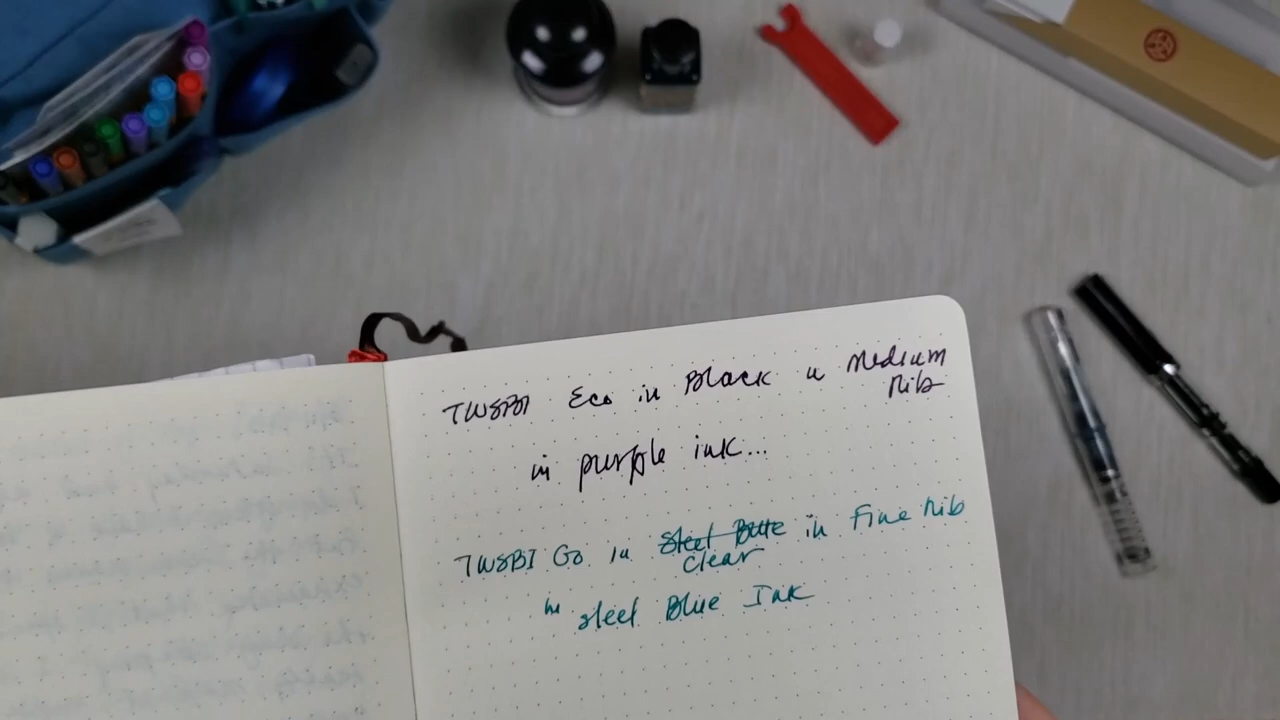 TWSBI Eco in Black in Medium
Nib
in purple ink...
TWSBI Go in Steel Blue in Fine Nib
Clear
in steel Blue Ink